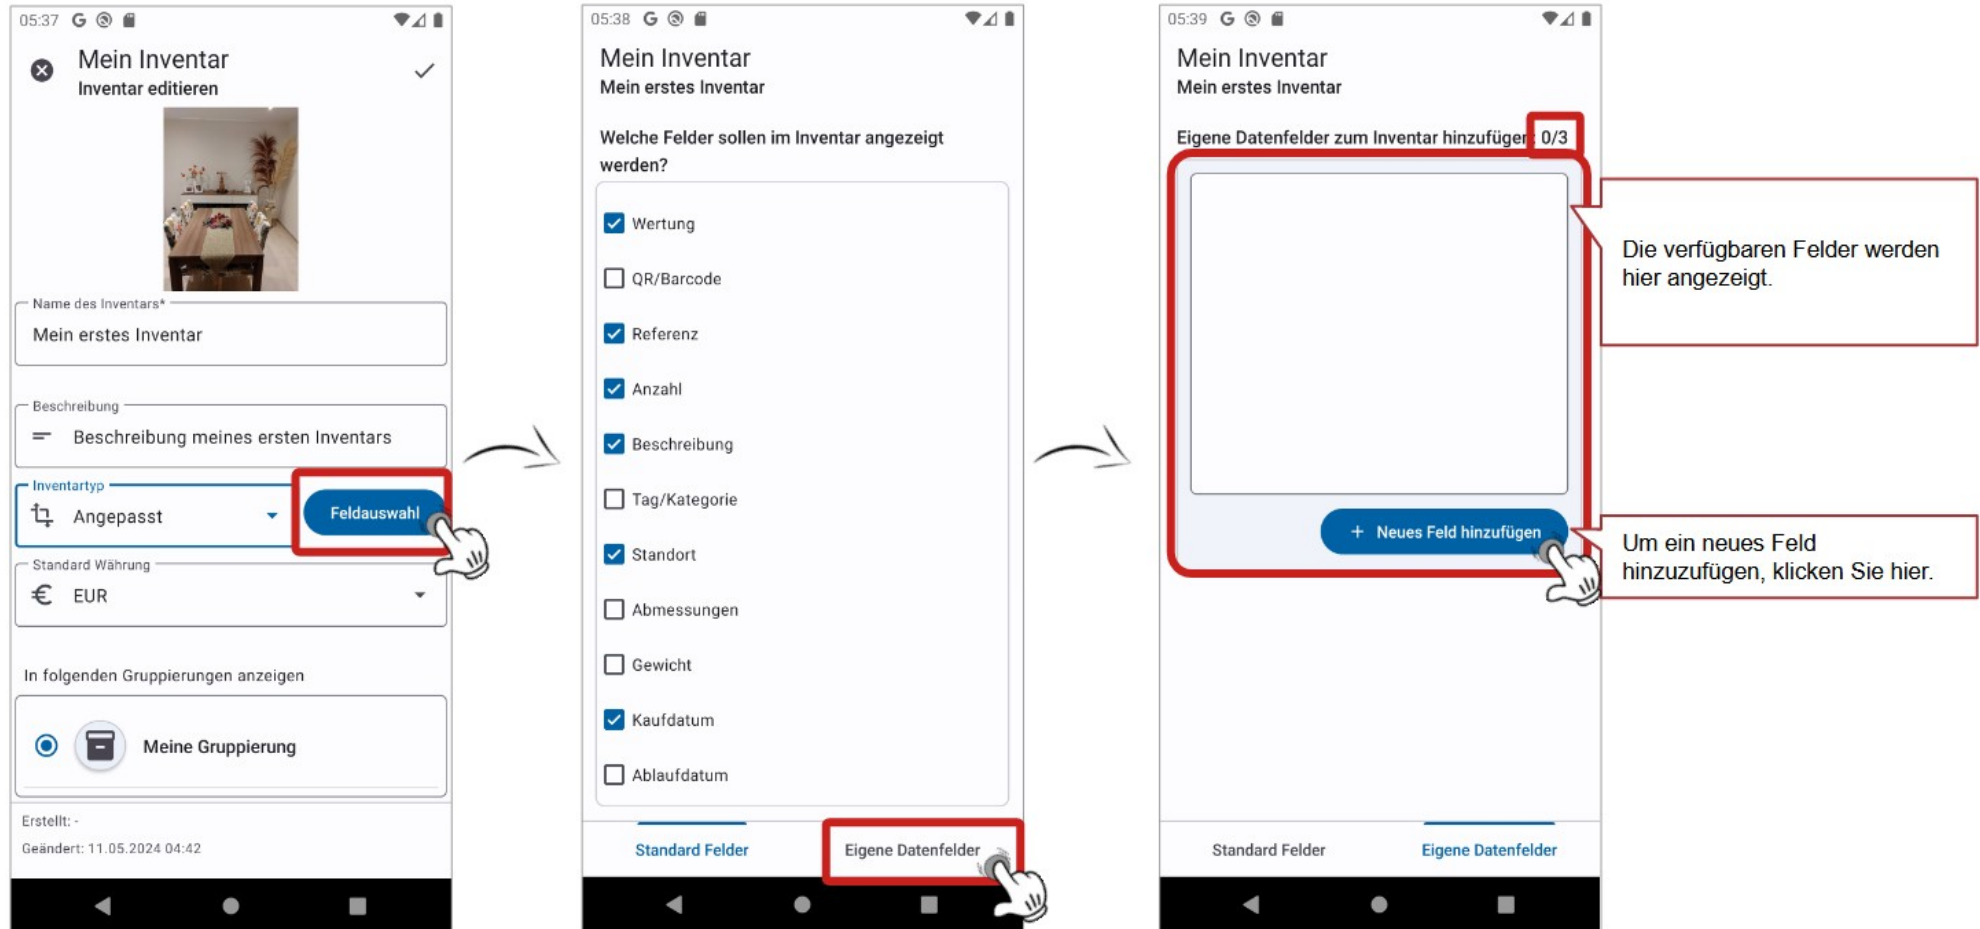 05:37 G
Mein Inventar
Inventar editieren
Name des Inventars*
Mein erstes Inventar
Beschreibung
Beschreibung meines ersten Inventars
Inventartyp
Angepasst
Feldauswahl
Standard Währung
€ EUR
In folgenden Gruppierungen anzeigen
Meine Gruppierung
Erstellt: -
Geändert: 11.05.2024 04:42
05:38 G
Mein Inventar
Mein erstes Inventar
Welche Felder sollen im Inventar angezeigt
werden?
Wertung
QR/Barcode
Referenz
Anzahl
Beschreibung
Tag/Kategorie
Standort
Abmessungen
Gewicht
Kaufdatum
Ablaufdatum
Standard Felder
Eigene Datenfelder
05:39 G
Mein Inventar
Mein erstes Inventar
Eigene Datenfelder zum Inventar hinzufügen: 0/3
+ Neues Feld hinzufügen
Standard Felder
Eigene Datenfelder
Die verfügbaren Felder werden
hier angezeigt.
Um ein neues Feld
hinzuzufügen, klicken Sie hier.